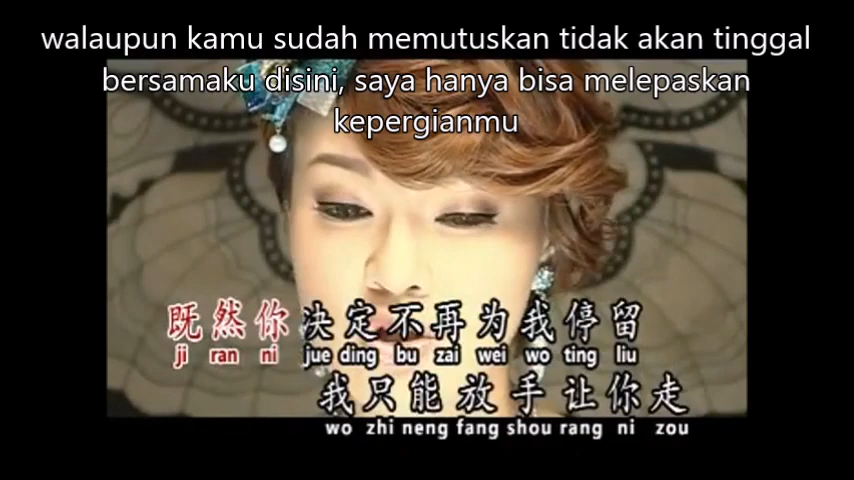 walaupun kamu sudah memutuskan tidak akan tinggal
bersamaku disini, saya hanya bisa melepaskan
kepergianmu
既然你决定不再为我停留
ji ran ni jue ding bu zai wei wo ting liu
我只能放手让你走
wo zhi neng fang shou rang ni zou